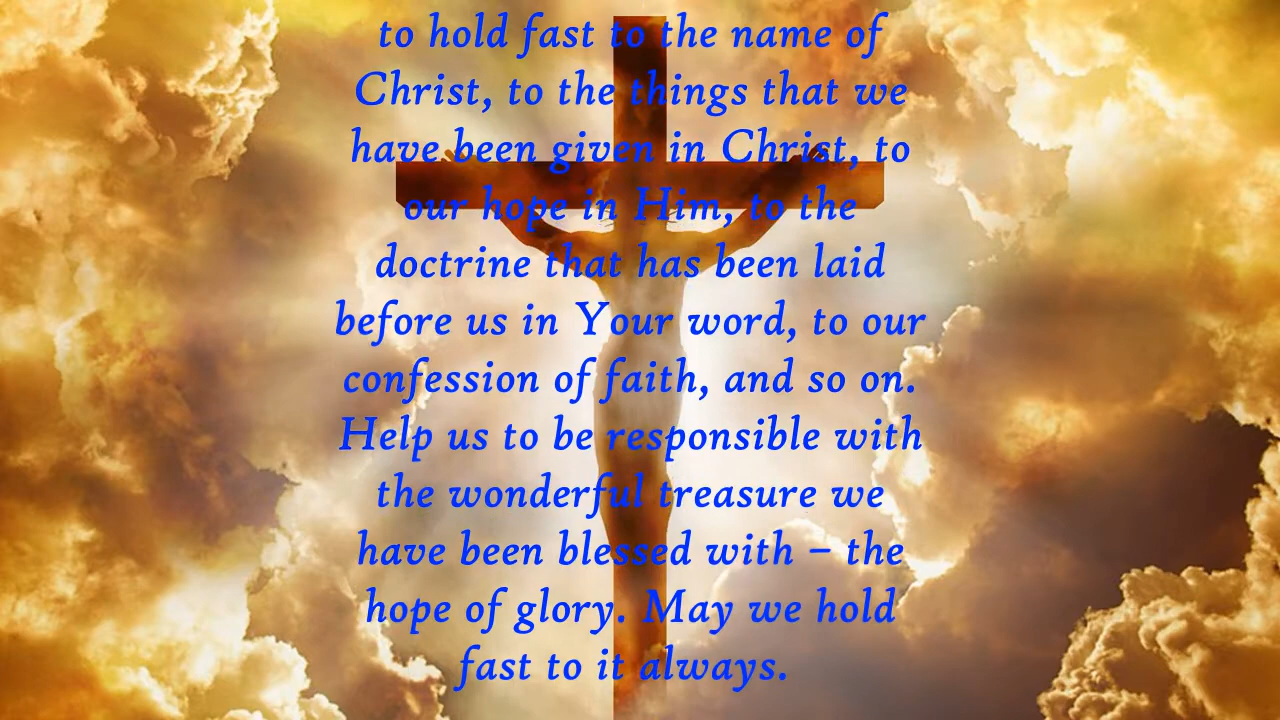 to hold fast to the name of
Christ, to the things that we
have been given in Christ, to
our hope in Him, to the
doctrine that has been laid
before us in Your word, to our
confession of faith, and so on.
Help us to be responsible with
the wonderful treasure we
have been blessed with – the
hope of glory. May we hold
fast to it always.